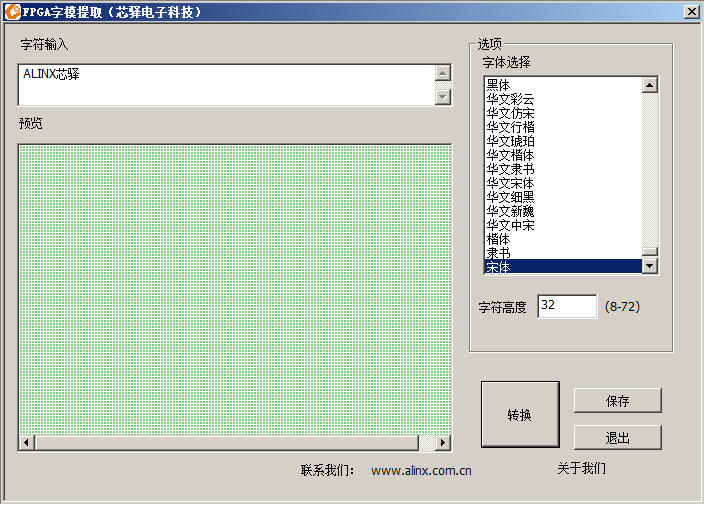 FPGA字模提取（芯驿电子科技）
字符输入
ALINX芯驿
预览
选项
字体选择
黑体
华文彩云
华文仿宋
华文行楷
华文琥珀
华文楷体
华文隶书
华文宋体
华文细黑
华文新魏
华文中宋
楷体
隶书
宋体
字符高度 32 (8-72)
转换
保存
退出
联系我们： www.alinx.com.cn
关于我们